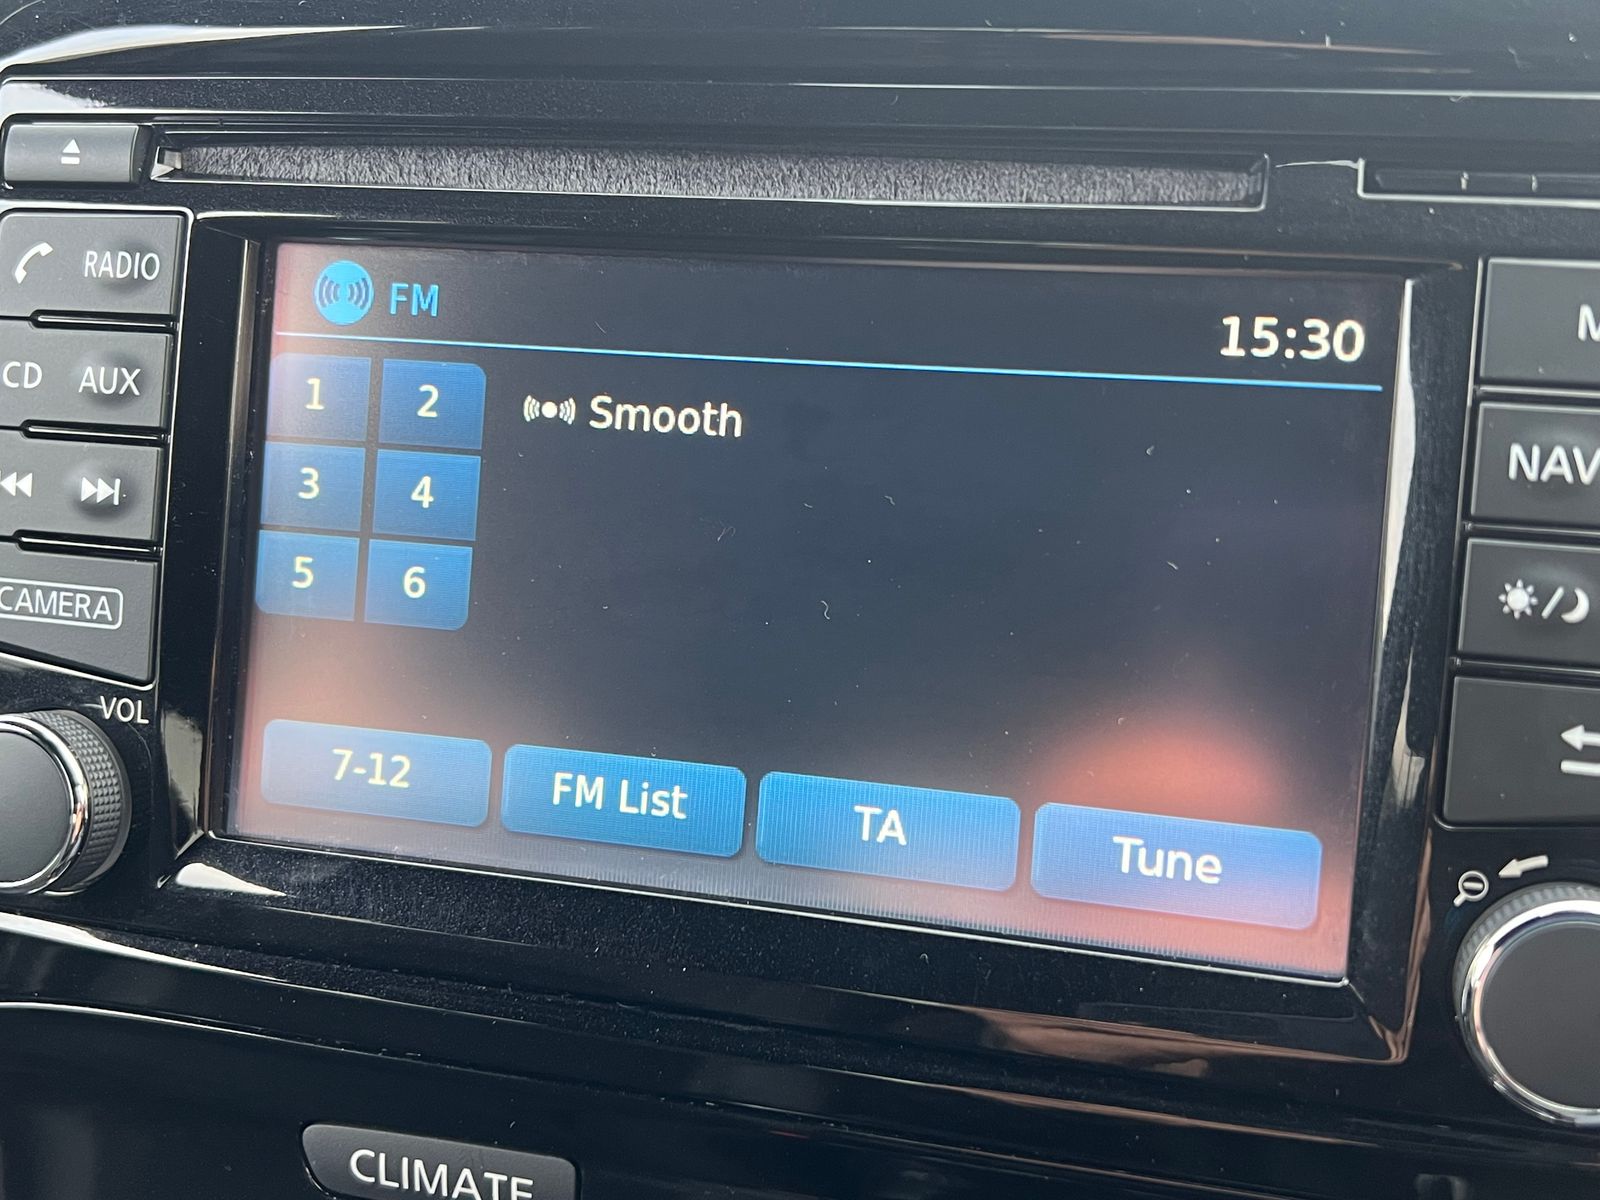 RADIO
CD AUX
CAMERA
VOL
FM
15:30
1 2
3 4
5 6
Smooth
7-12 FM List TA Tune
CLIMATE